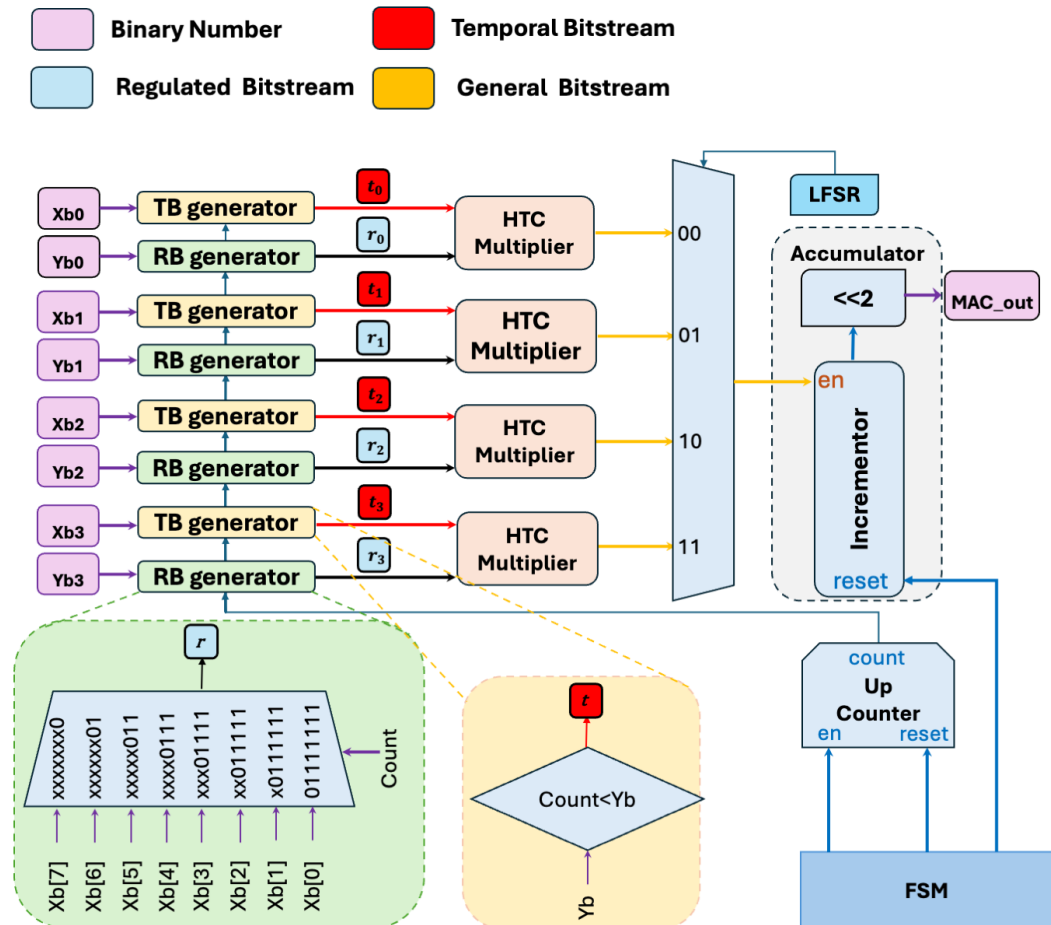 Binary Number
Temporal Bitstream
Regulated Bitstream
General Bitstream
LFSR
Xb0
TB generator
t₀
HTC
Multiplier
00
Yb0
RB generator
r₀
Xb1
TB generator
t₁
HTC
Multiplier
01
Yb1
RB generator
r₁
Xb2
TB generator
t₂
HTC
Multiplier
10
Yb2
RB generator
r₂
Xb3
TB generator
t₃
HTC
Multiplier
11
Yb3
RB generator
r₃
Accumulator
<<2
MAC_out
en
Incrementor
reset
r
xxxxxxx0
xxxxxx01
xxxxx011
xxxx0111
xxx01111
xx011111
x0111111
01111111
Count
Xb[7]
Xb[6]
Xb[5]
Xb[4]
Xb[3]
Xb[2]
Xb[1]
Xb[0]
t
Count<Yb
Yb
count
Up
Counter
en
reset
FSM